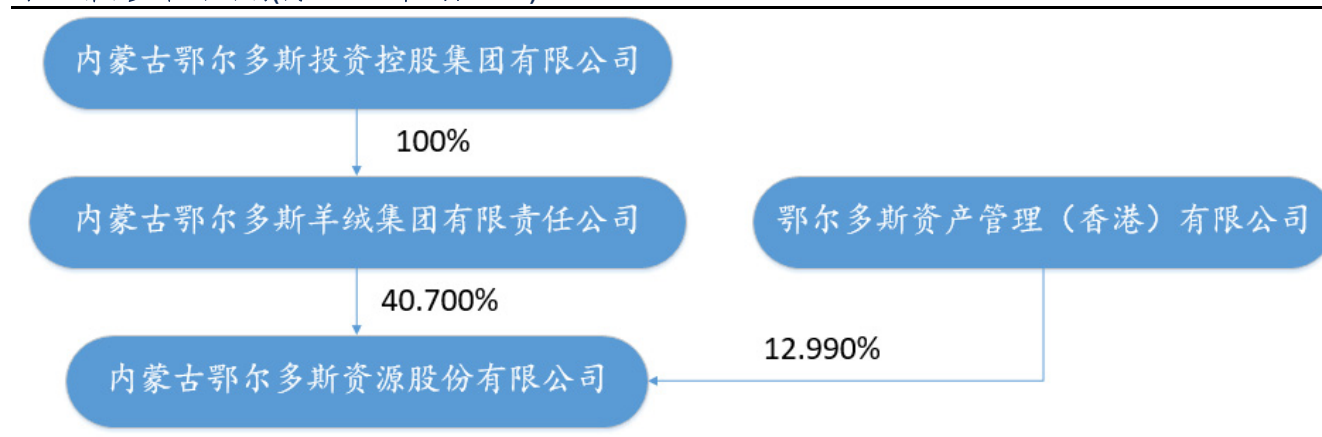 内蒙古鄂尔多斯投资控股集团有限公司
100%
内蒙古鄂尔多斯羊绒集团有限责任公司
鄂尔多斯资产管理（香港）有限公司
40.700%
12.990%
内蒙古鄂尔多斯资源股份有限公司